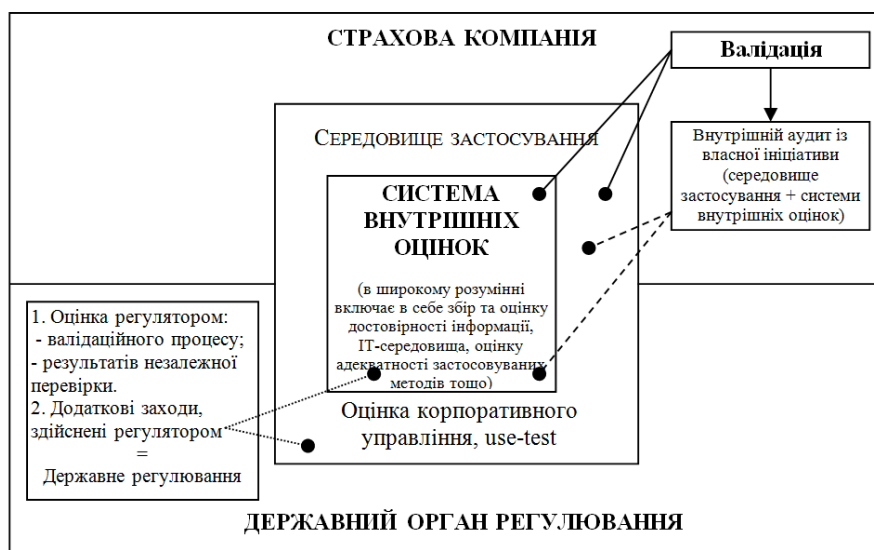 СТРАХОВА КОМПАНІЯ
Валідація
Внутрішній аудит із
власної ініціативи
(середовище
застосування + системи
внутрішніх оцінок)
СЕРЕДОВИЩЕ ЗАСТОСУВАННЯ
СИСТЕМА
ВНУТРІШНІХ
ОЦІНОК
(в широкому розумінні
включає в себе збір та оцінку
достовірності інформації,
ІТ-середовища, оцінку
адекватності застосовуваних
методів тощо)
Оцінка корпоративного
управління, use-test
1. Оцінка регулятором:
- валідаційного процесу;
- результатів незалежної
перевірки.
2. Додаткові заходи,
здійснені регулятором
=
Державне регулювання
ДЕРЖАВНИЙ ОРГАН РЕГУЛЮВАННЯ